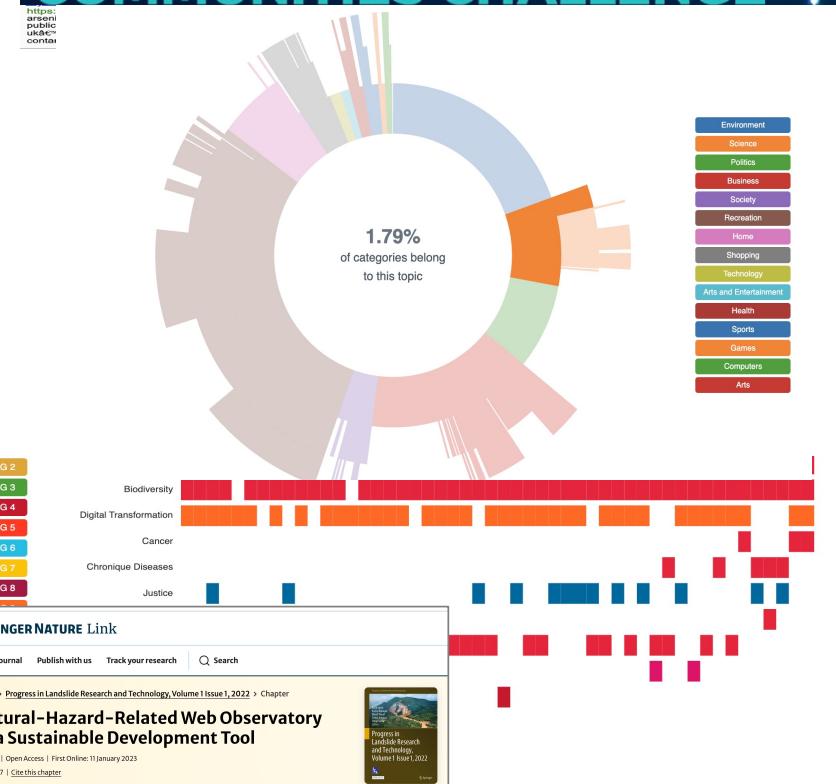 COMMUNITIES CHALLENGE
https:
arseni
public
ukâ€™
contar
1.79%
of categories belong
to this topic
Environment
Science
Politics
Business
Society
Recreation
Home
Shopping
Technology
Arts and Entertainment
Health
Sports
Games
Computers
Arts
G 2
G 3
G 4
G 5
G 6
G 7
G 8
Biodiversity
Digital Transformation
Cancer
Chronique Diseases
Justice
NGER NATURE Link
ournal Publish with us Track your research Search
> Progress in Landslide Research and Technology, Volume 1 Issue 1, 2022 > Chapter
tural-Hazard-Related Web Observatory
a Sustainable Development Tool
| Open Access | First Online: 11 January 2023
7 | Cite this chapter
Progress in
Landslide Research
and Technology,
Volume 1 Issue 1, 2022
Springer